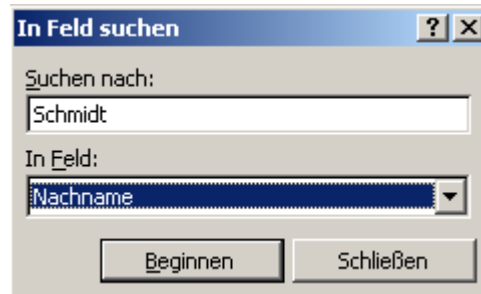 In Feld suchen ? X
Suchen nach:
Schmidt
In Feld:
Nachname
Beginnen Schließen